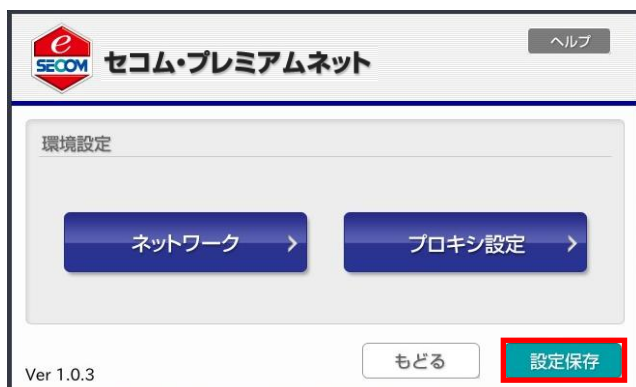 e
SECOM
セコム・プレミアムネット
ヘルプ
環境設定
ネットワーク
プロキシ設定
もどる
設定保存
Ver 1.0.3